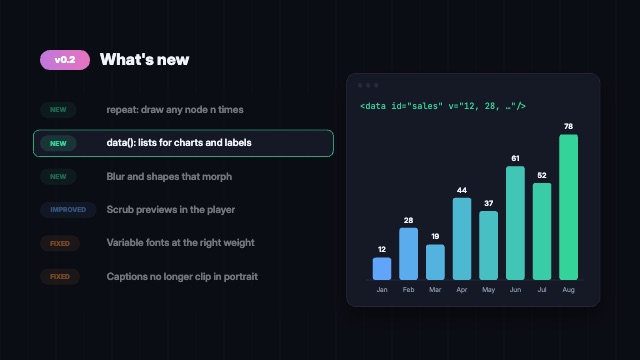 v0.2 What's new
NEW repeat: draw any node n times
NEW data(): lists for charts and labels
NEW Blur and shapes that morph
IMPROVED Scrub previews in the player
FIXED Variable fonts at the right weight
FIXED Captions no longer clip in portrait
<data id="sales" v="12, 28, …"/>
12 28 19 44 37 61 52 78
Jan Feb Mar Apr May Jun Jul Aug